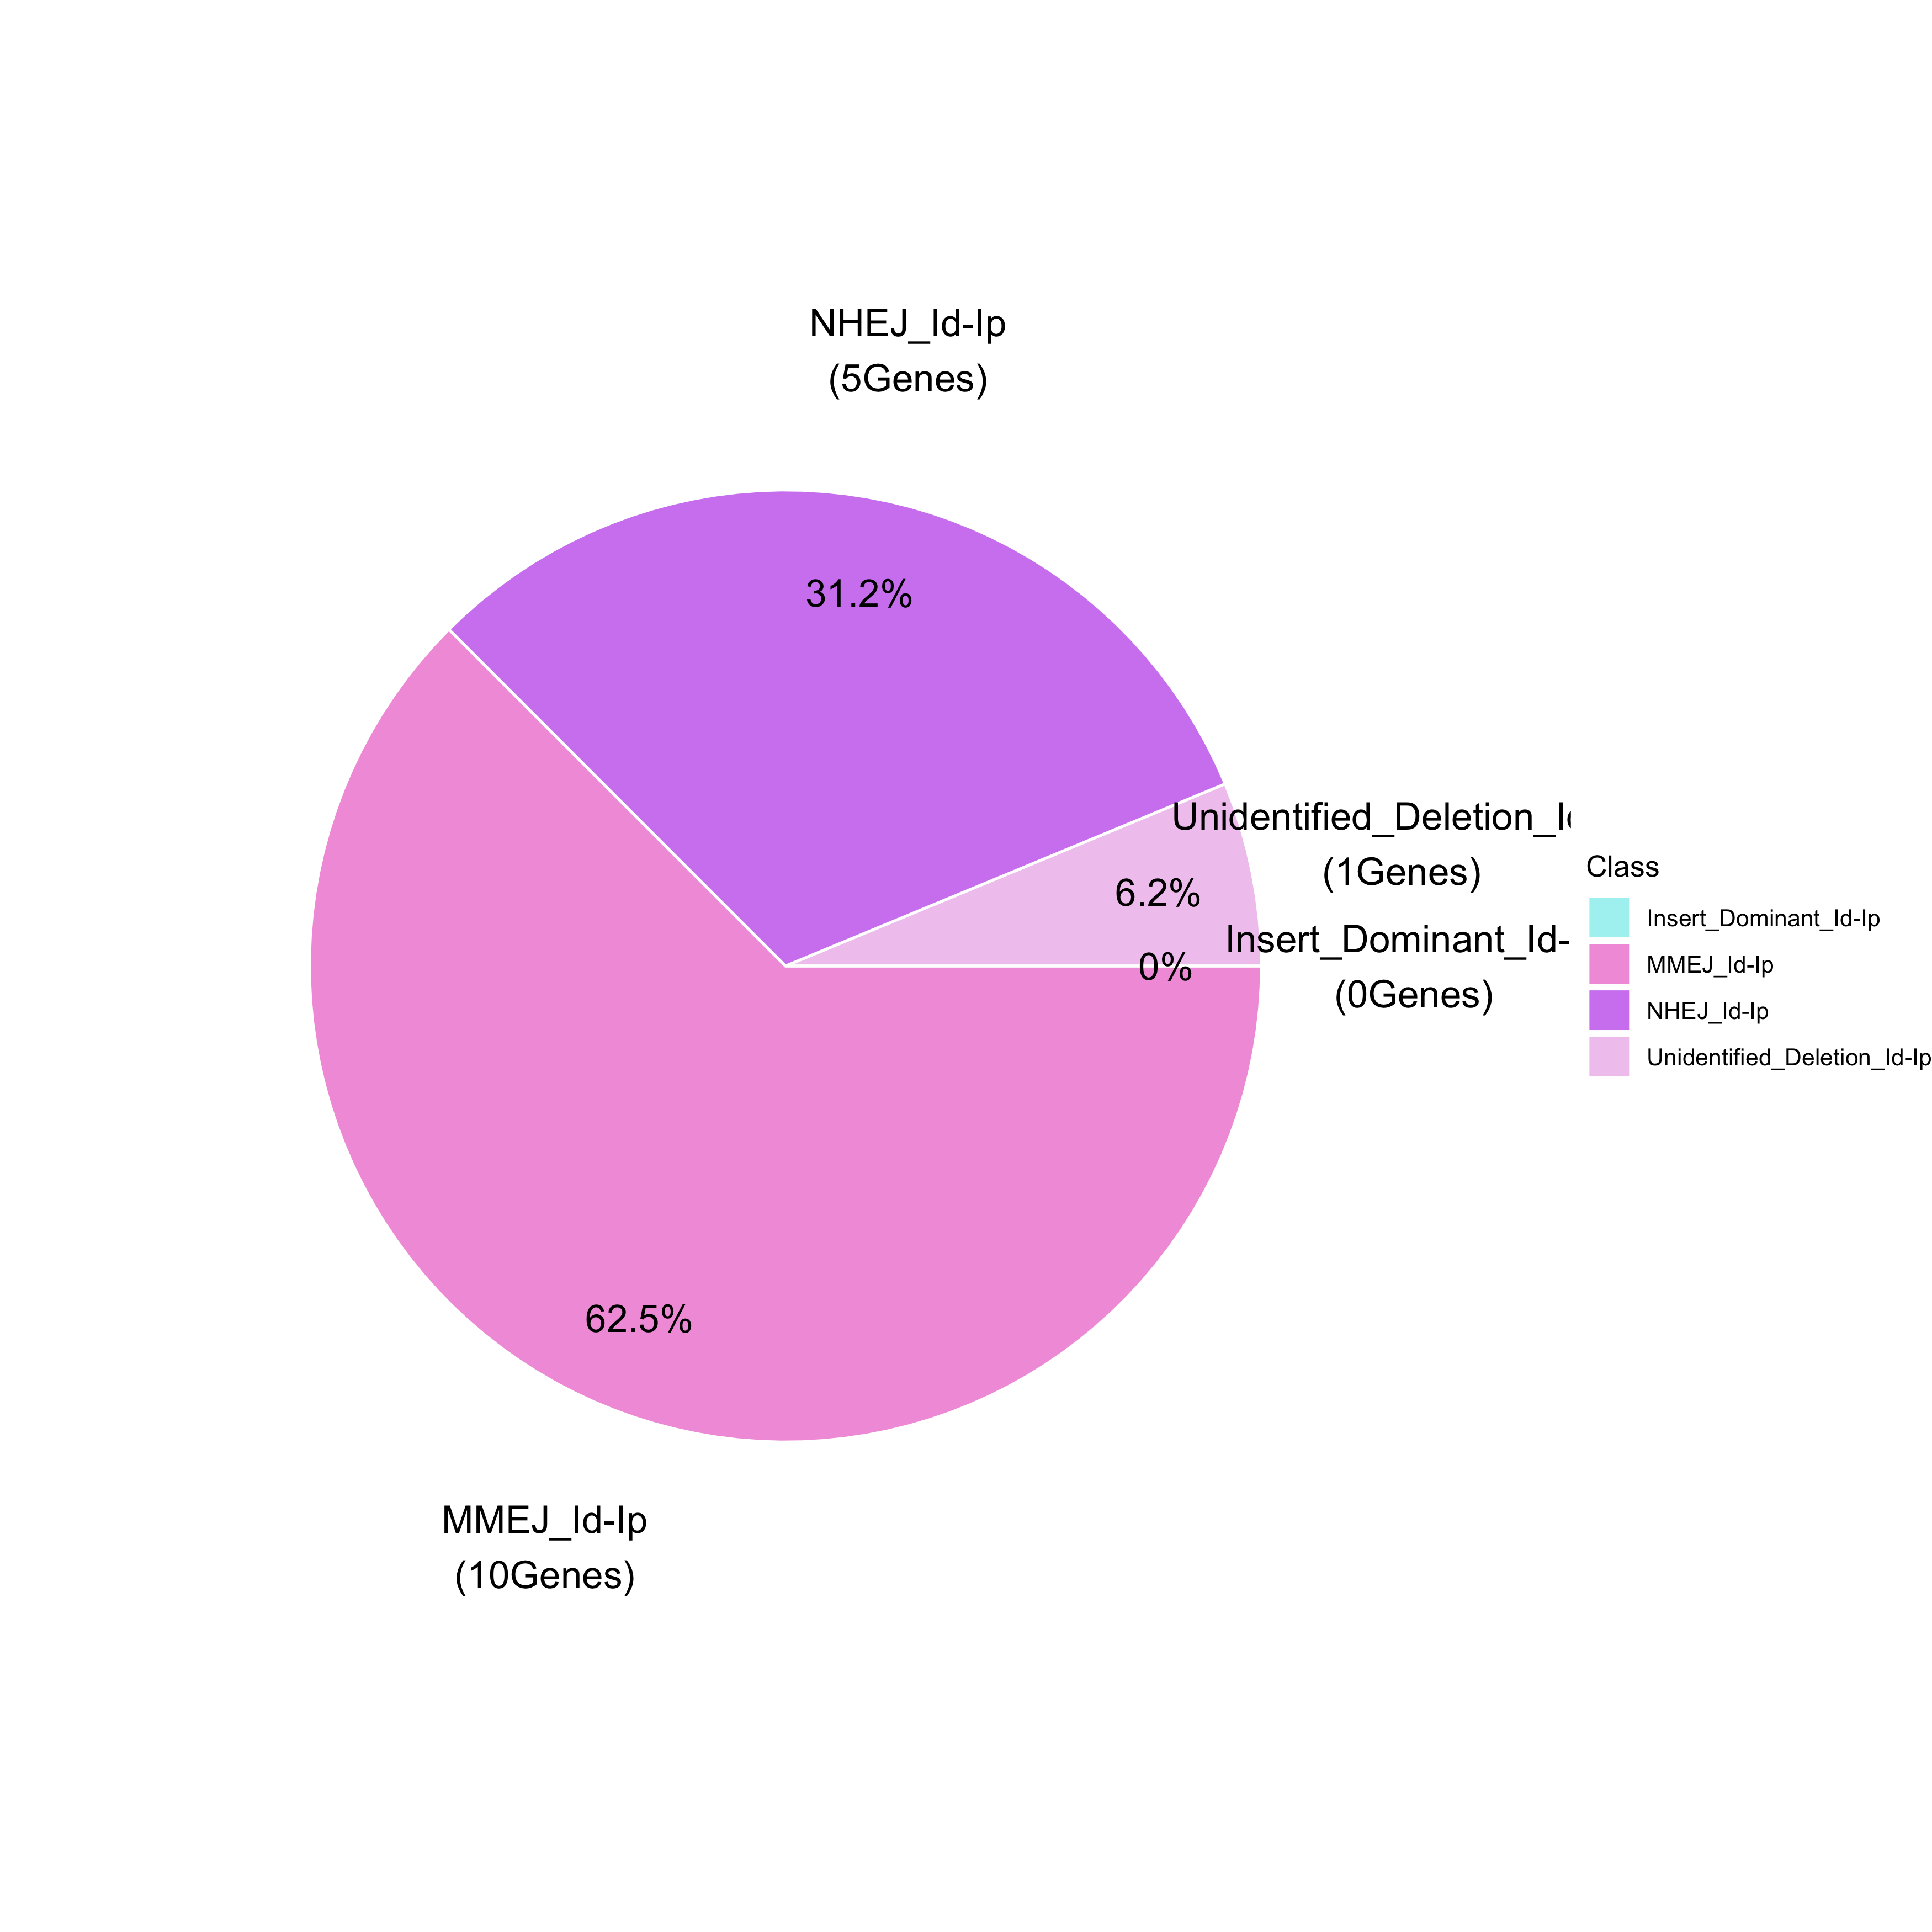 NHEJ_Id-Ip
(5Genes)
31.2%
Unidentified_Deletion_Id
(1Genes)
6.2%
Insert_Dominant_Id-
(0Genes)
0%
62.5%
MMEJ_Id-Ip
(10Genes)
Class
Insert_Dominant_Id-Ip
MMEJ_Id-Ip
NHEJ_Id-Ip
Unidentified_Deletion_Id-Ip